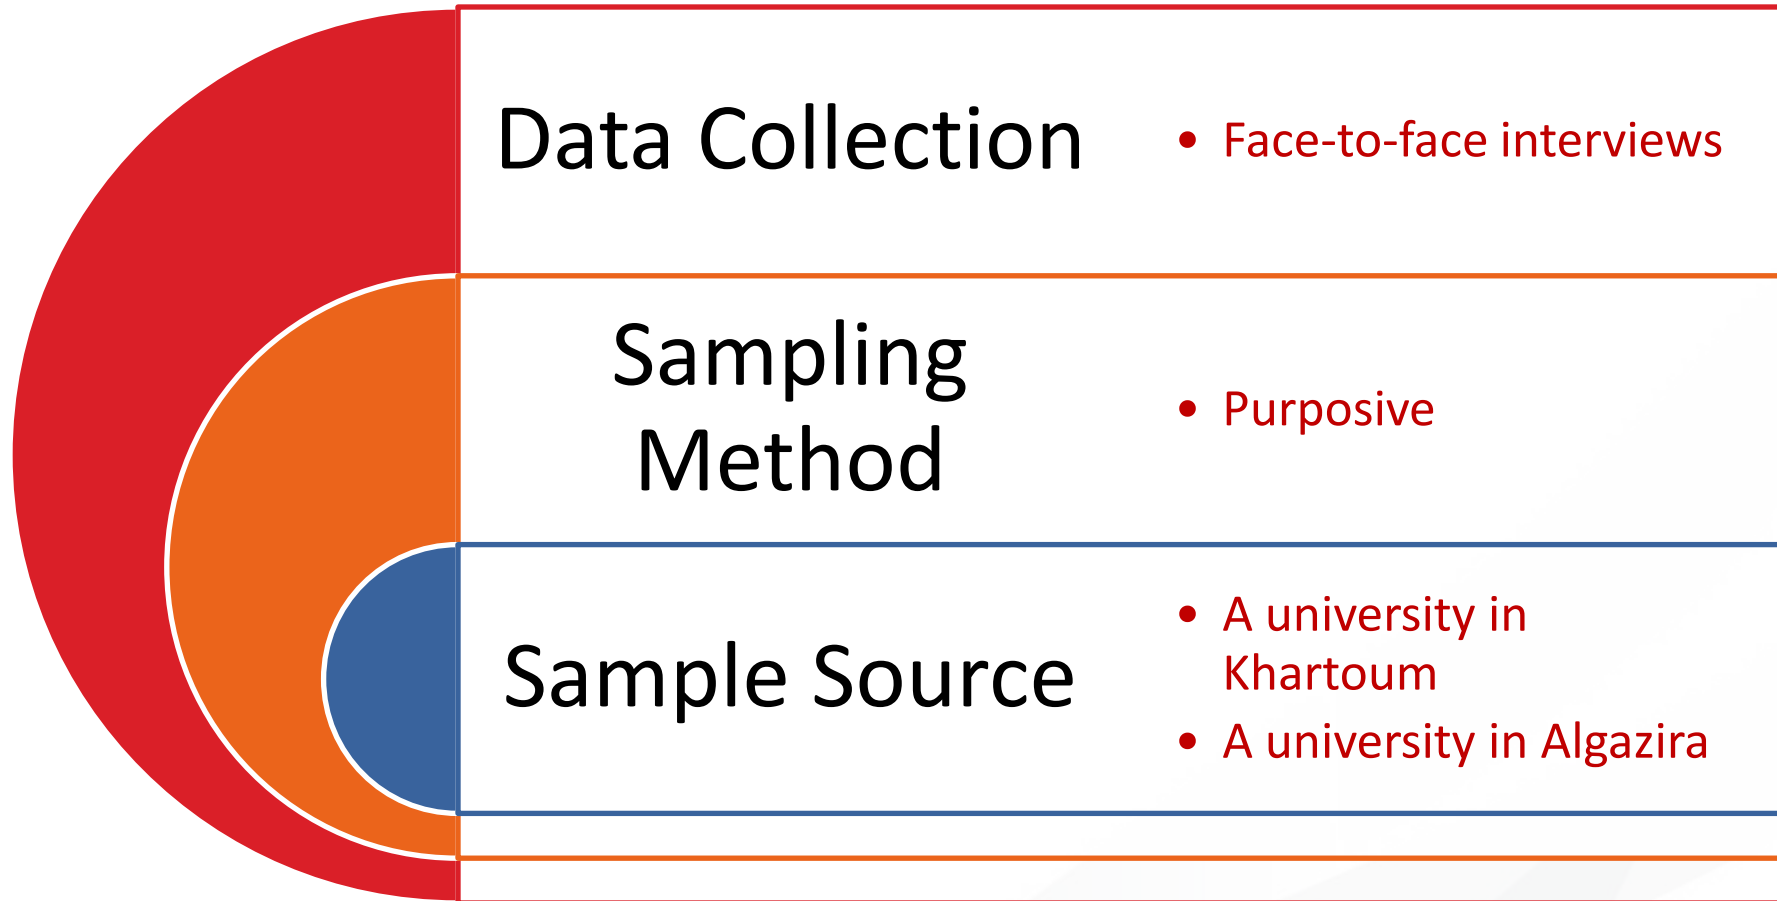 Data Collection
• Face-to-face interviews
Sampling
Method
• Purposive
Sample Source
• A university in
Khartoum
• A university in Algazira